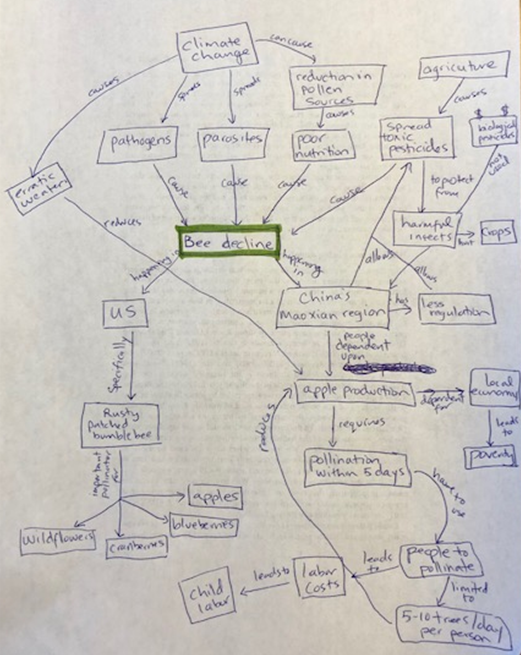 climate
change
can cause
agriculture
causes
spreads
reduction in
pollen
sources
causes
causes
$ $
biological
pesticides
pathogens
parasites
poor
nutrition
spread
toxic
pesticides
erratic
weather
cause
cause
cause
cause
to protect
from
not
used
reduces
Bee decline
harmful
insects
hurt
crops
happening
in
happening
in
allows
allows
US
China's
Maoxian region
has
less
regulation
specifically
people
dependent
upon
apple production
dependent
for
local
economy
Rusty
patched
bumblebee
reduces
requires
leads
to
poverty
important
pollinator
for
pollination
within 5 days
apples
blueberries
wildflowers
cranberries
have to
use
people to
pollinate
leads
to
labor
costs
leads to
child
labor
limited
to
5-10 trees/day
per person